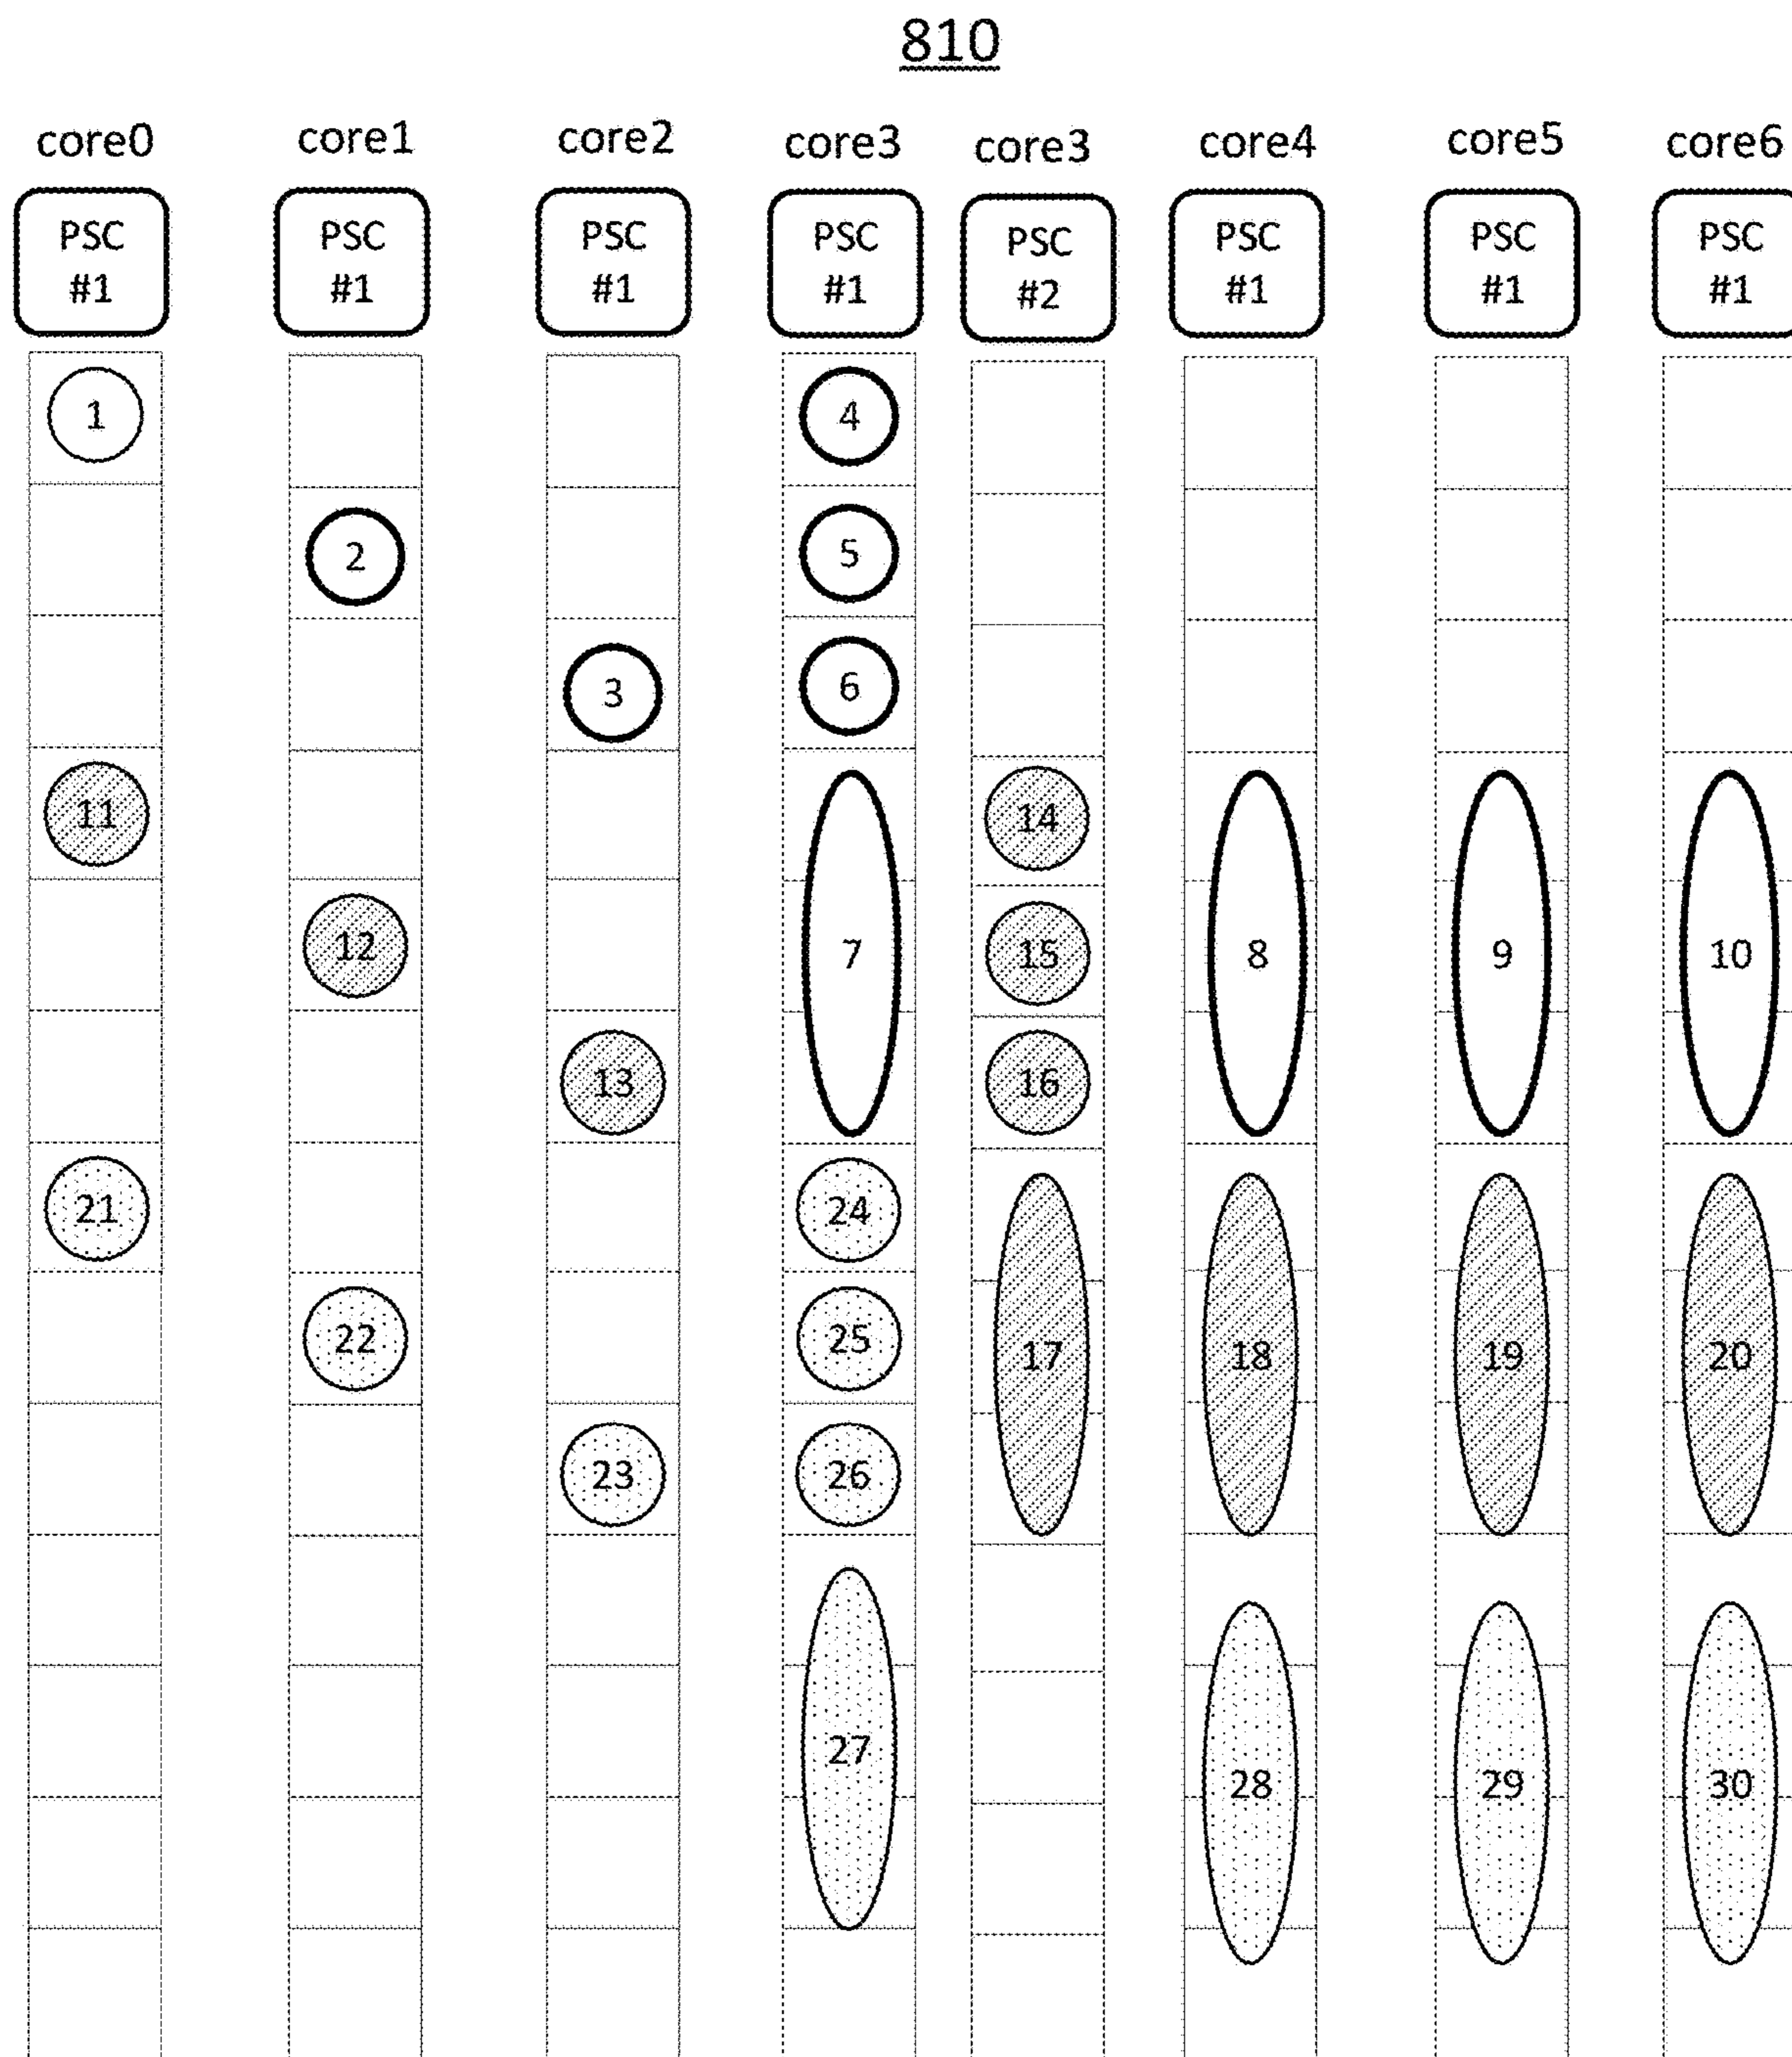 810
core0 core1 core2 core3 core3 core4 core5 core6
PSC PSC PSC PSC PSC PSC PSC PSC
#1 #1 #1 #1 #2 #1 #1 #1
1 4
2 5
3 6
11 14
12 7 15 8 9 10
13 16
21 24
22 25 17 18 19 20
23 26
27 28 29 30